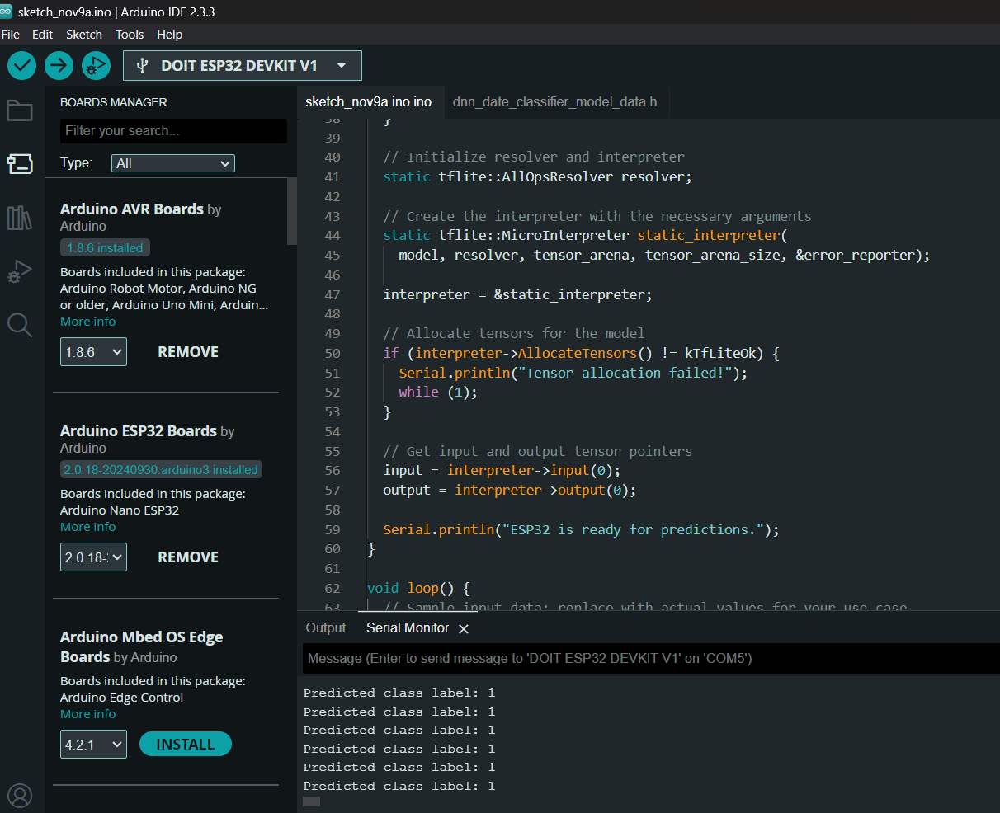 sketch_nov9a.ino | Arduino IDE 2.3.3
File Edit Sketch Tools Help
DOIT ESP32 DEVKIT V1
BOARDS MANAGER
Filter your search...
Type: All
Arduino AVR Boards by
Arduino
1.8.6 installed
Boards included in this package:
Arduino Robot Motor, Arduino NG
or older, Arduino Uno Mini, Arduin...
More info
1.8.6 REMOVE
Arduino ESP32 Boards by
Arduino
2.0.18-20240930.arduino3 installed
Boards included in this package:
Arduino Nano ESP32
More info
2.0.18-: REMOVE
Arduino Mbed OS Edge
Boards by Arduino
Boards included in this package:
Arduino Edge Control
More info
4.2.1 INSTALL
sketch_nov9a.ino.ino dnn_date_classifier_model_data.h
38 }
39
40 // Initialize resolver and interpreter
41 static tflite::AllOpsResolver resolver;
42
43 // Create the interpreter with the necessary arguments
44 static tflite::MicroInterpreter static_interpreter(
45 model, resolver, tensor_arena, tensor_arena_size, &error_reporter);
46
47 interpreter = &static_interpreter;
48
49 // Allocate tensors for the model
50 if (interpreter->AllocateTensors() != kTfLiteOk) {
51 Serial.println("Tensor allocation failed!");
52 while (1);
53 }
54
55 // Get input and output tensor pointers
56 input = interpreter->input(0);
57 output = interpreter->output(0);
58
59 Serial.println("ESP32 is ready for predictions.");
60 }
61
62 void loop() {
63 // Sample input data: replace with actual values for your use case
Output Serial Monitor
Message (Enter to send message to 'DOIT ESP32 DEVKIT V1' on 'COM5')
Predicted class label: 1
Predicted class label: 1
Predicted class label: 1
Predicted class label: 1
Predicted class label: 1
Predicted class label: 1